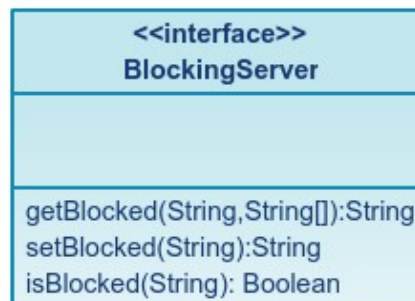 <<interface>>
BlockingServer
getBlocked(String,String[]):String
setBlocked(String):String
isBlocked(String): Boolean